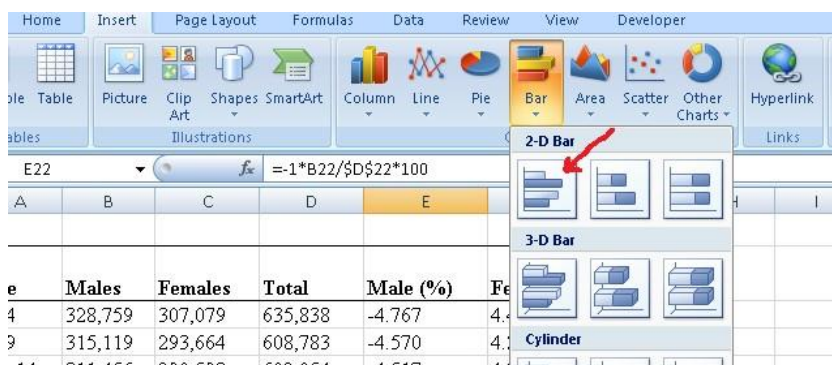 Home Insert Page Layout Formulas Data Review View Developer
Table Picture Clip Art Shapes SmartArt Column Line Pie Bar Area Scatter Other Charts Hyperlink
Illustrations Links
2-D Bar
E22 fx =-1*B22/$D$22*100
A B C D E H I
3-D Bar
Males Females Total Male (%)
4 328,759 307,079 635,838 -4.767
9 315,119 293,664 608,783 -4.570
Cylinder